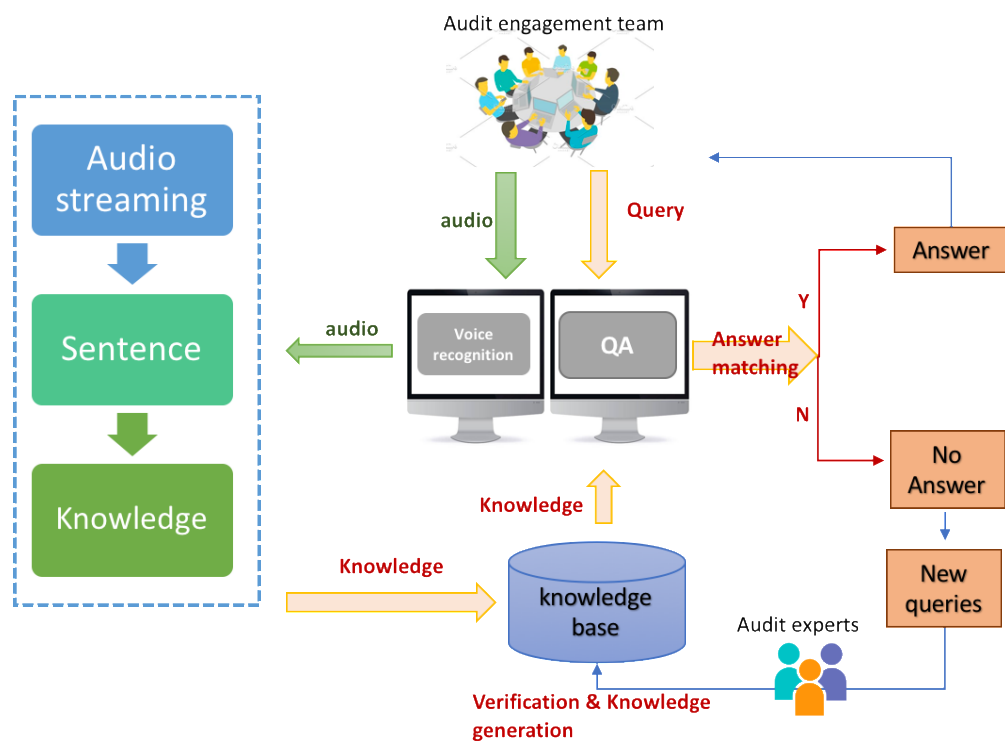 Audit engagement team
Audio
streaming
audio
Query
Answer
Y
Sentence
audio
Voice
recognition
QA
Answer
matching
N
No
Answer
Knowledge
Knowledge
Knowledge
knowledge
base
New
queries
Audit experts
Verification & Knowledge
generation